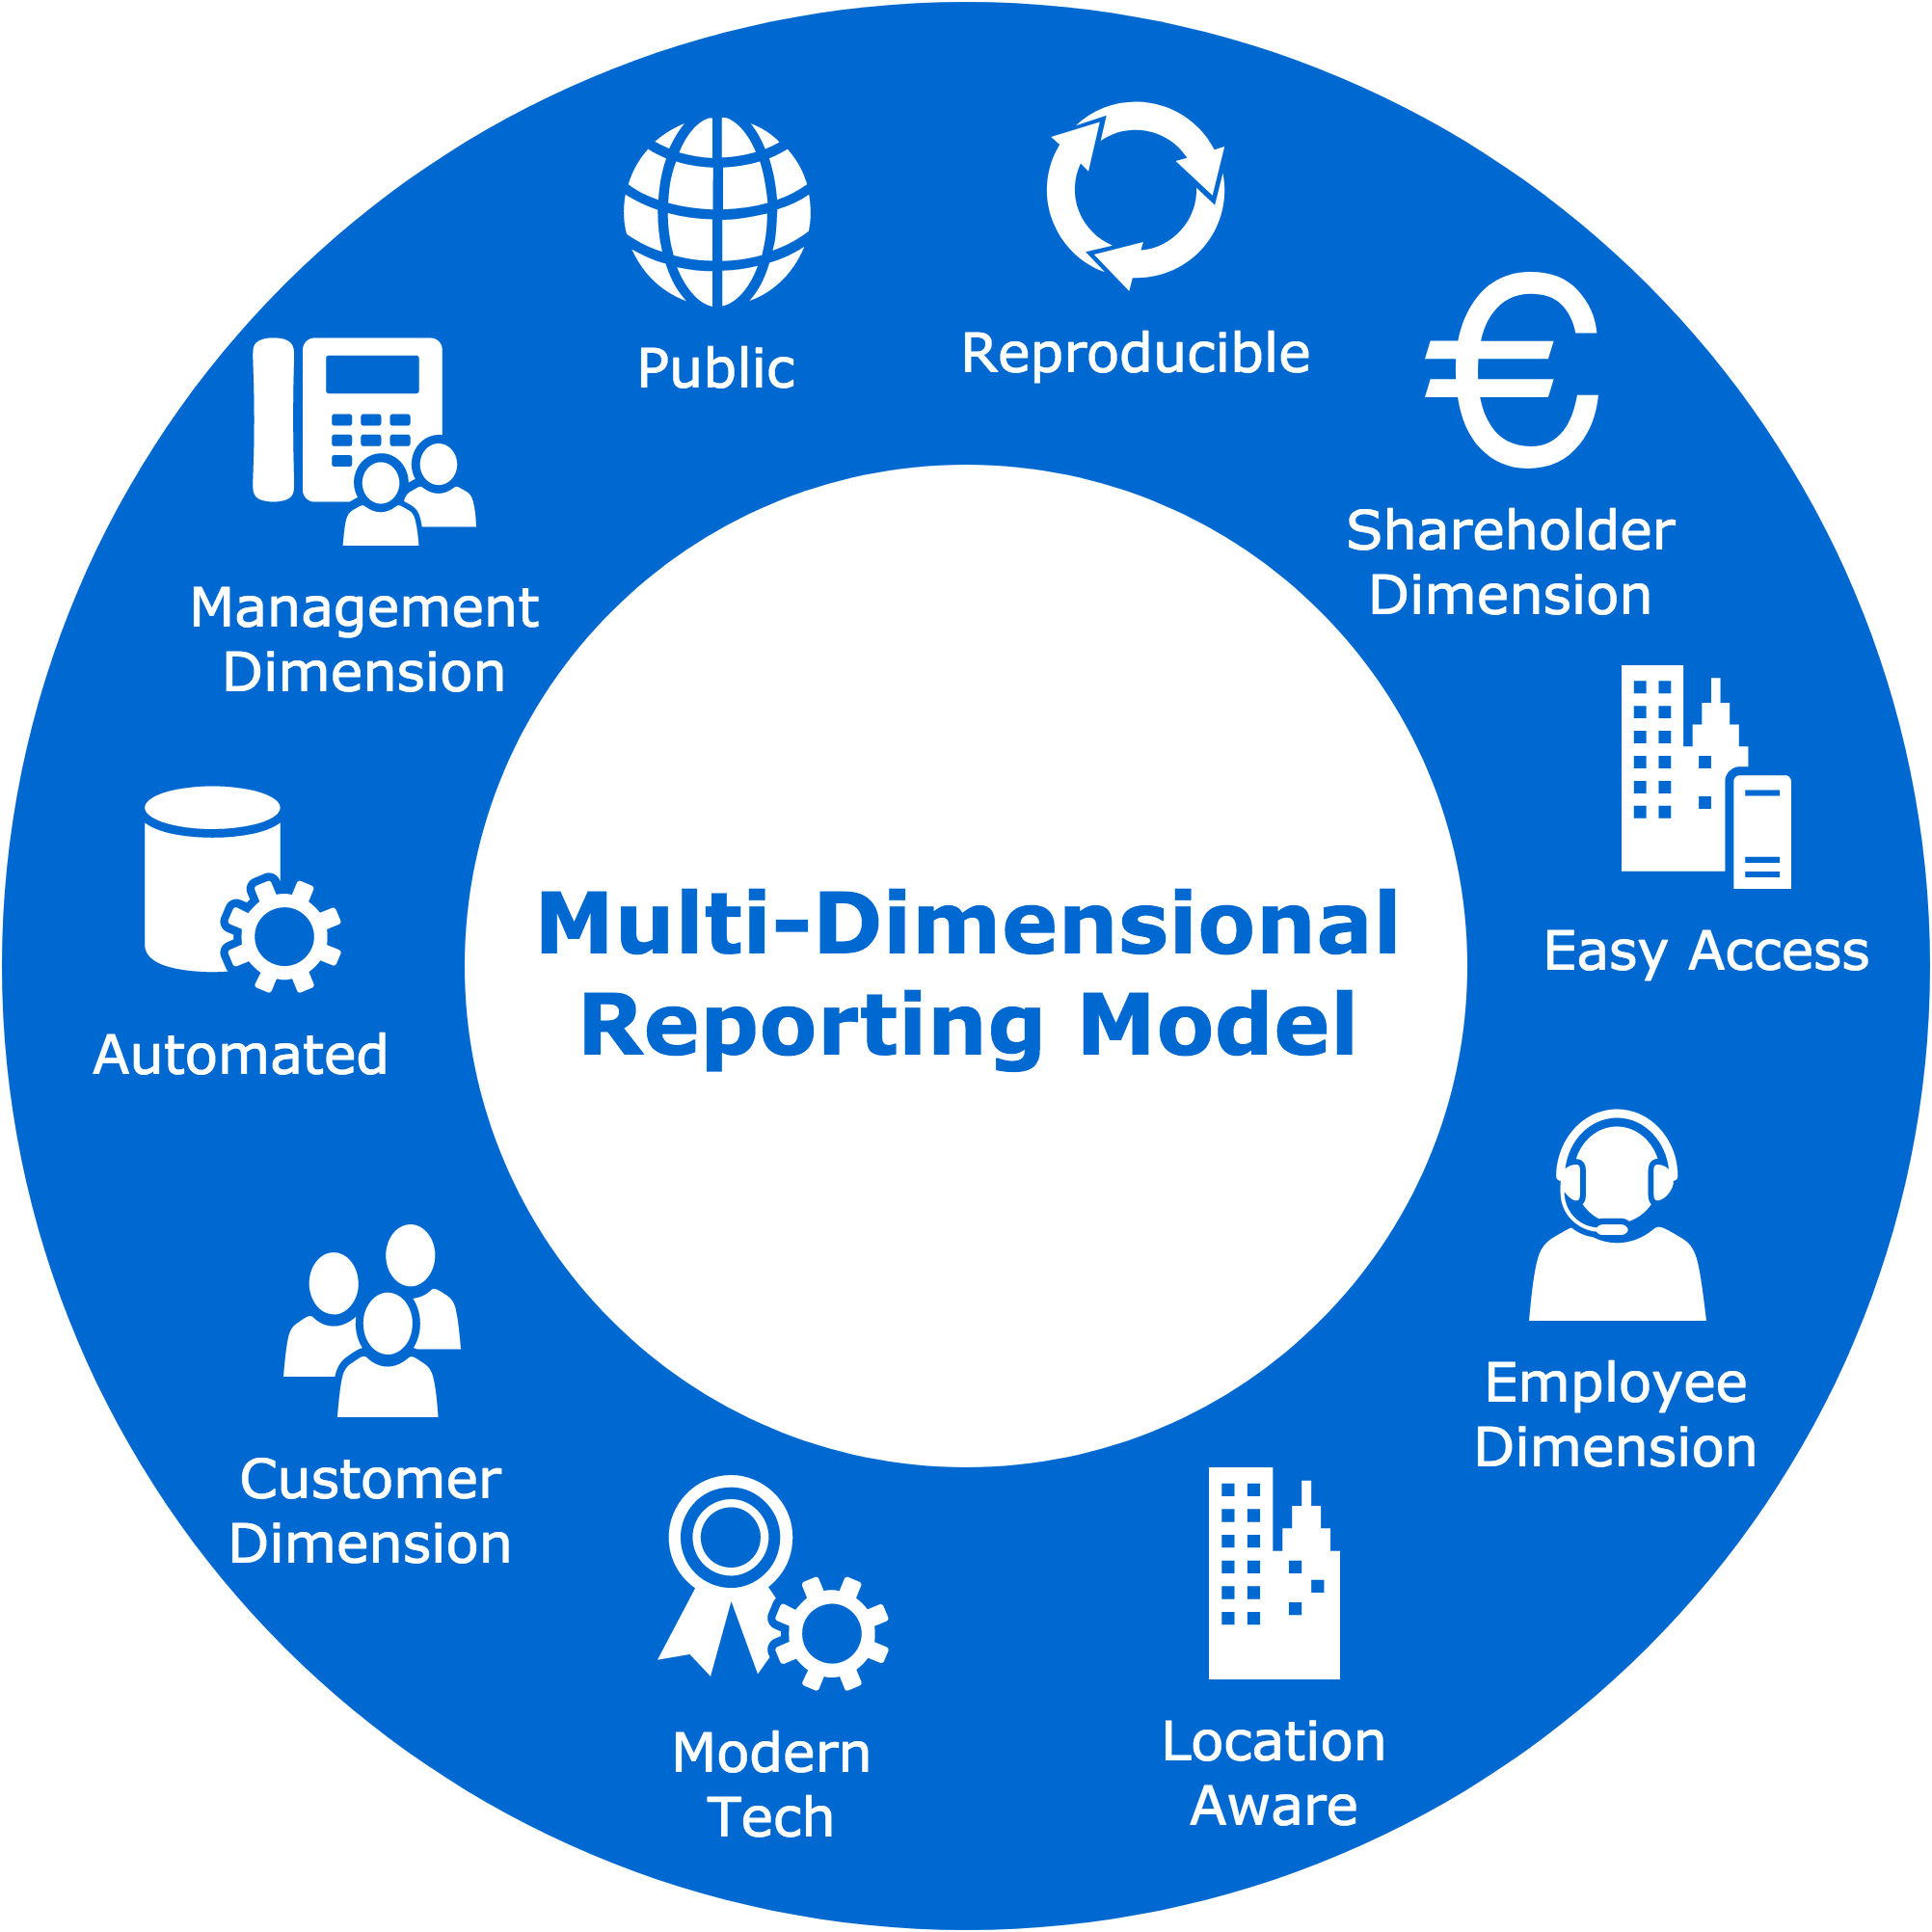 Public
Reproducible
Shareholder
Dimension
Easy Access
Employee
Dimension
Location
Aware
Modern
Tech
Customer
Dimension
Automated
Management
Dimension
Multi–Dimensional
Reporting Model